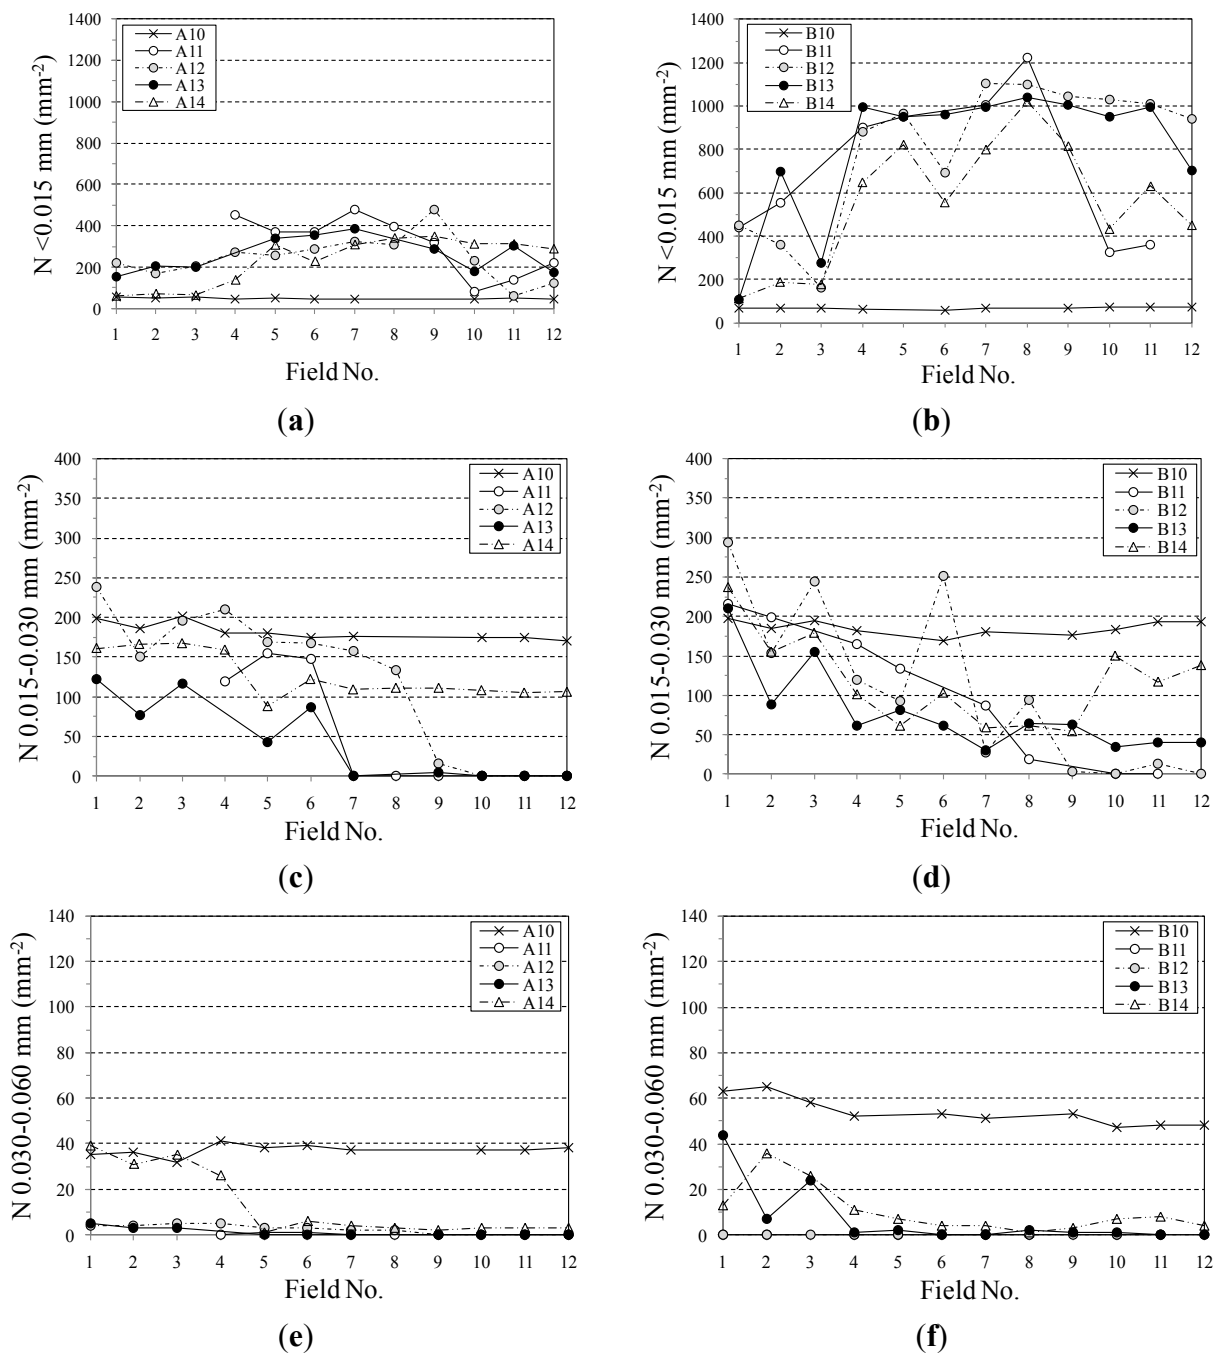 1400
1200
1000
800
600
400
200
0
N <0.015 mm (mm-2)
A10
A11
A12
A13
A14
1 2 3 4 5 6 7 8 9 10 11 12
Field No.
(a)
1400
1200
1000
800
600
400
200
0
N <0.015 mm (mm-2)
B10
B11
B12
B13
B14
1 2 3 4 5 6 7 8 9 10 11 12
Field No.
(b)
400
350
300
250
200
150
100
50
0
N 0.015-0.030 mm (mm-2)
A10
A11
A12
A13
A14
1 2 3 4 5 6 7 8 9 10 11 12
Field No.
(c)
400
350
300
250
200
150
100
50
0
N 0.015-0.030 mm (mm-2)
B10
B11
B12
B13
B14
1 2 3 4 5 6 7 8 9 10 11 12
Field No.
(d)
140
120
100
80
60
40
20
0
N 0.030-0.060 mm (mm-2)
A10
A11
A12
A13
A14
1 2 3 4 5 6 7 8 9 10 11 12
Field No.
(e)
140
120
100
80
60
40
20
0
N 0.030-0.060 mm (mm-2)
B10
B11
B12
B13
B14
1 2 3 4 5 6 7 8 9 10 11 12
Field No.
(f)